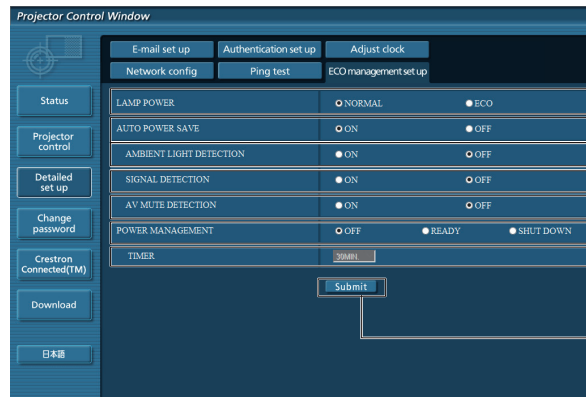 Projector Control Window
E-mail set up
Authentication set up
Adjust clock
Network config
Ping test
ECO management set up
Status
Projector
control
Detailed
set up
Change
password
Crestron
Connected(TM)
Download
日本語
LAMP POWER
NORMAL
ECO
AUTO POWER SAVE
ON
OFF
AMBIENT LIGHT DETECTION
ON
OFF
SIGNAL DETECTION
ON
OFF
AV MUTE DETECTION
ON
OFF
POWER MANAGEMENT
OFF
READY
SHUT DOWN
TIMER
30MIN.
Submit